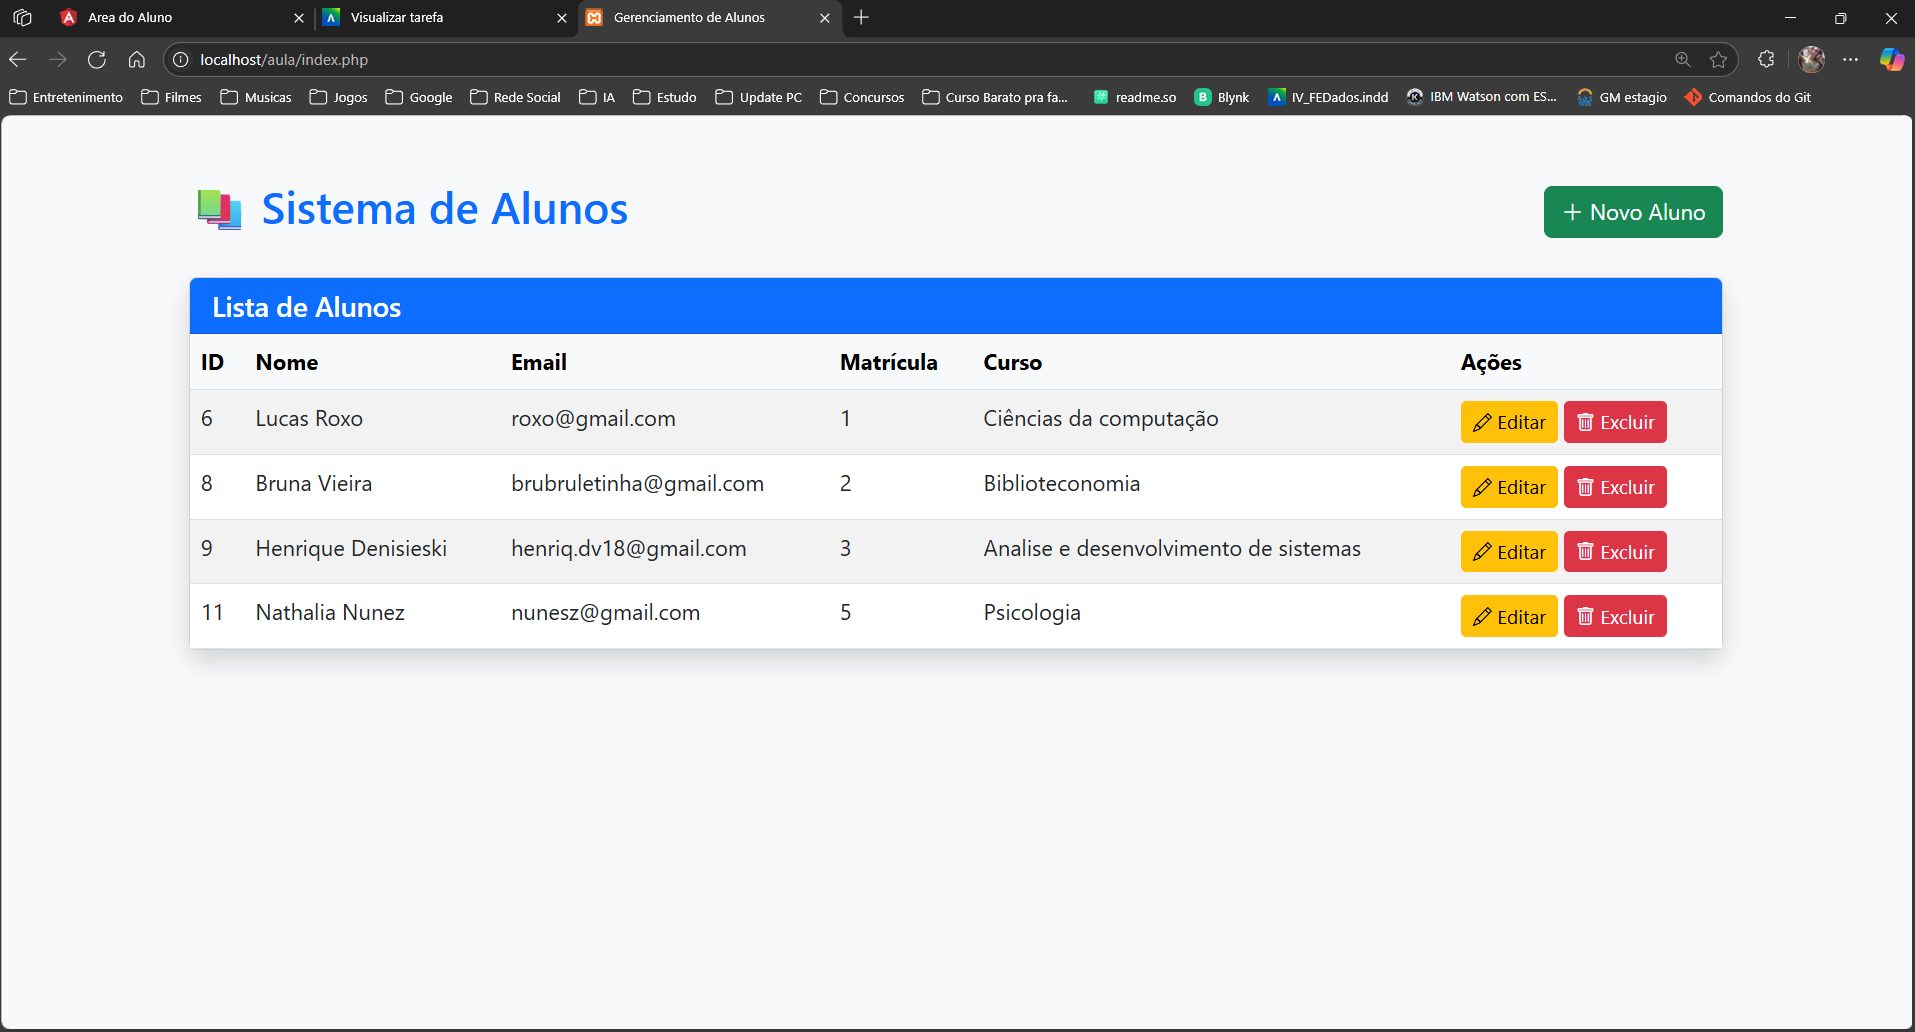 Area do Aluno
Visualizar tarefa
Gerenciamento de Alunos
localhost/aula/index.php
Entretenimento Filmes Musicas Jogos Google Rede Social IA Estudo Update PC Concursos Curso Barato pra fa... readme.so Blynk IV_FEDados.indd IBM Watson com ES... GM estagio Comandos do Git
Sistema de Alunos
+ Novo Aluno
Lista de Alunos
ID Nome Email Matrícula Curso Ações
6 Lucas Roxo roxo@gmail.com 1 Ciências da computação Editar Excluir
8 Bruna Vieira brubruletinha@gmail.com 2 Biblioteconomia Editar Excluir
9 Henrique Denisieski henriq.dv18@gmail.com 3 Analise e desenvolvimento de sistemas Editar Excluir
11 Nathalia Nunez nunesz@gmail.com 5 Psicologia Editar Excluir